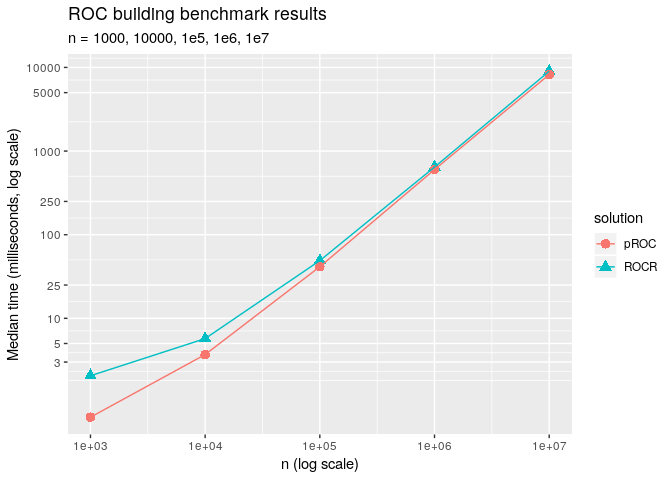 ROC building benchmark results
n = 1000, 10000, 1e5, 1e6, 1e7
Median time (milliseconds, log scale)
10000
5000
1000
250
100
25
10
5
3
1e+03 1e+04 1e+05 1e+06 1e+07
n (log scale)
solution
pROC
ROCR